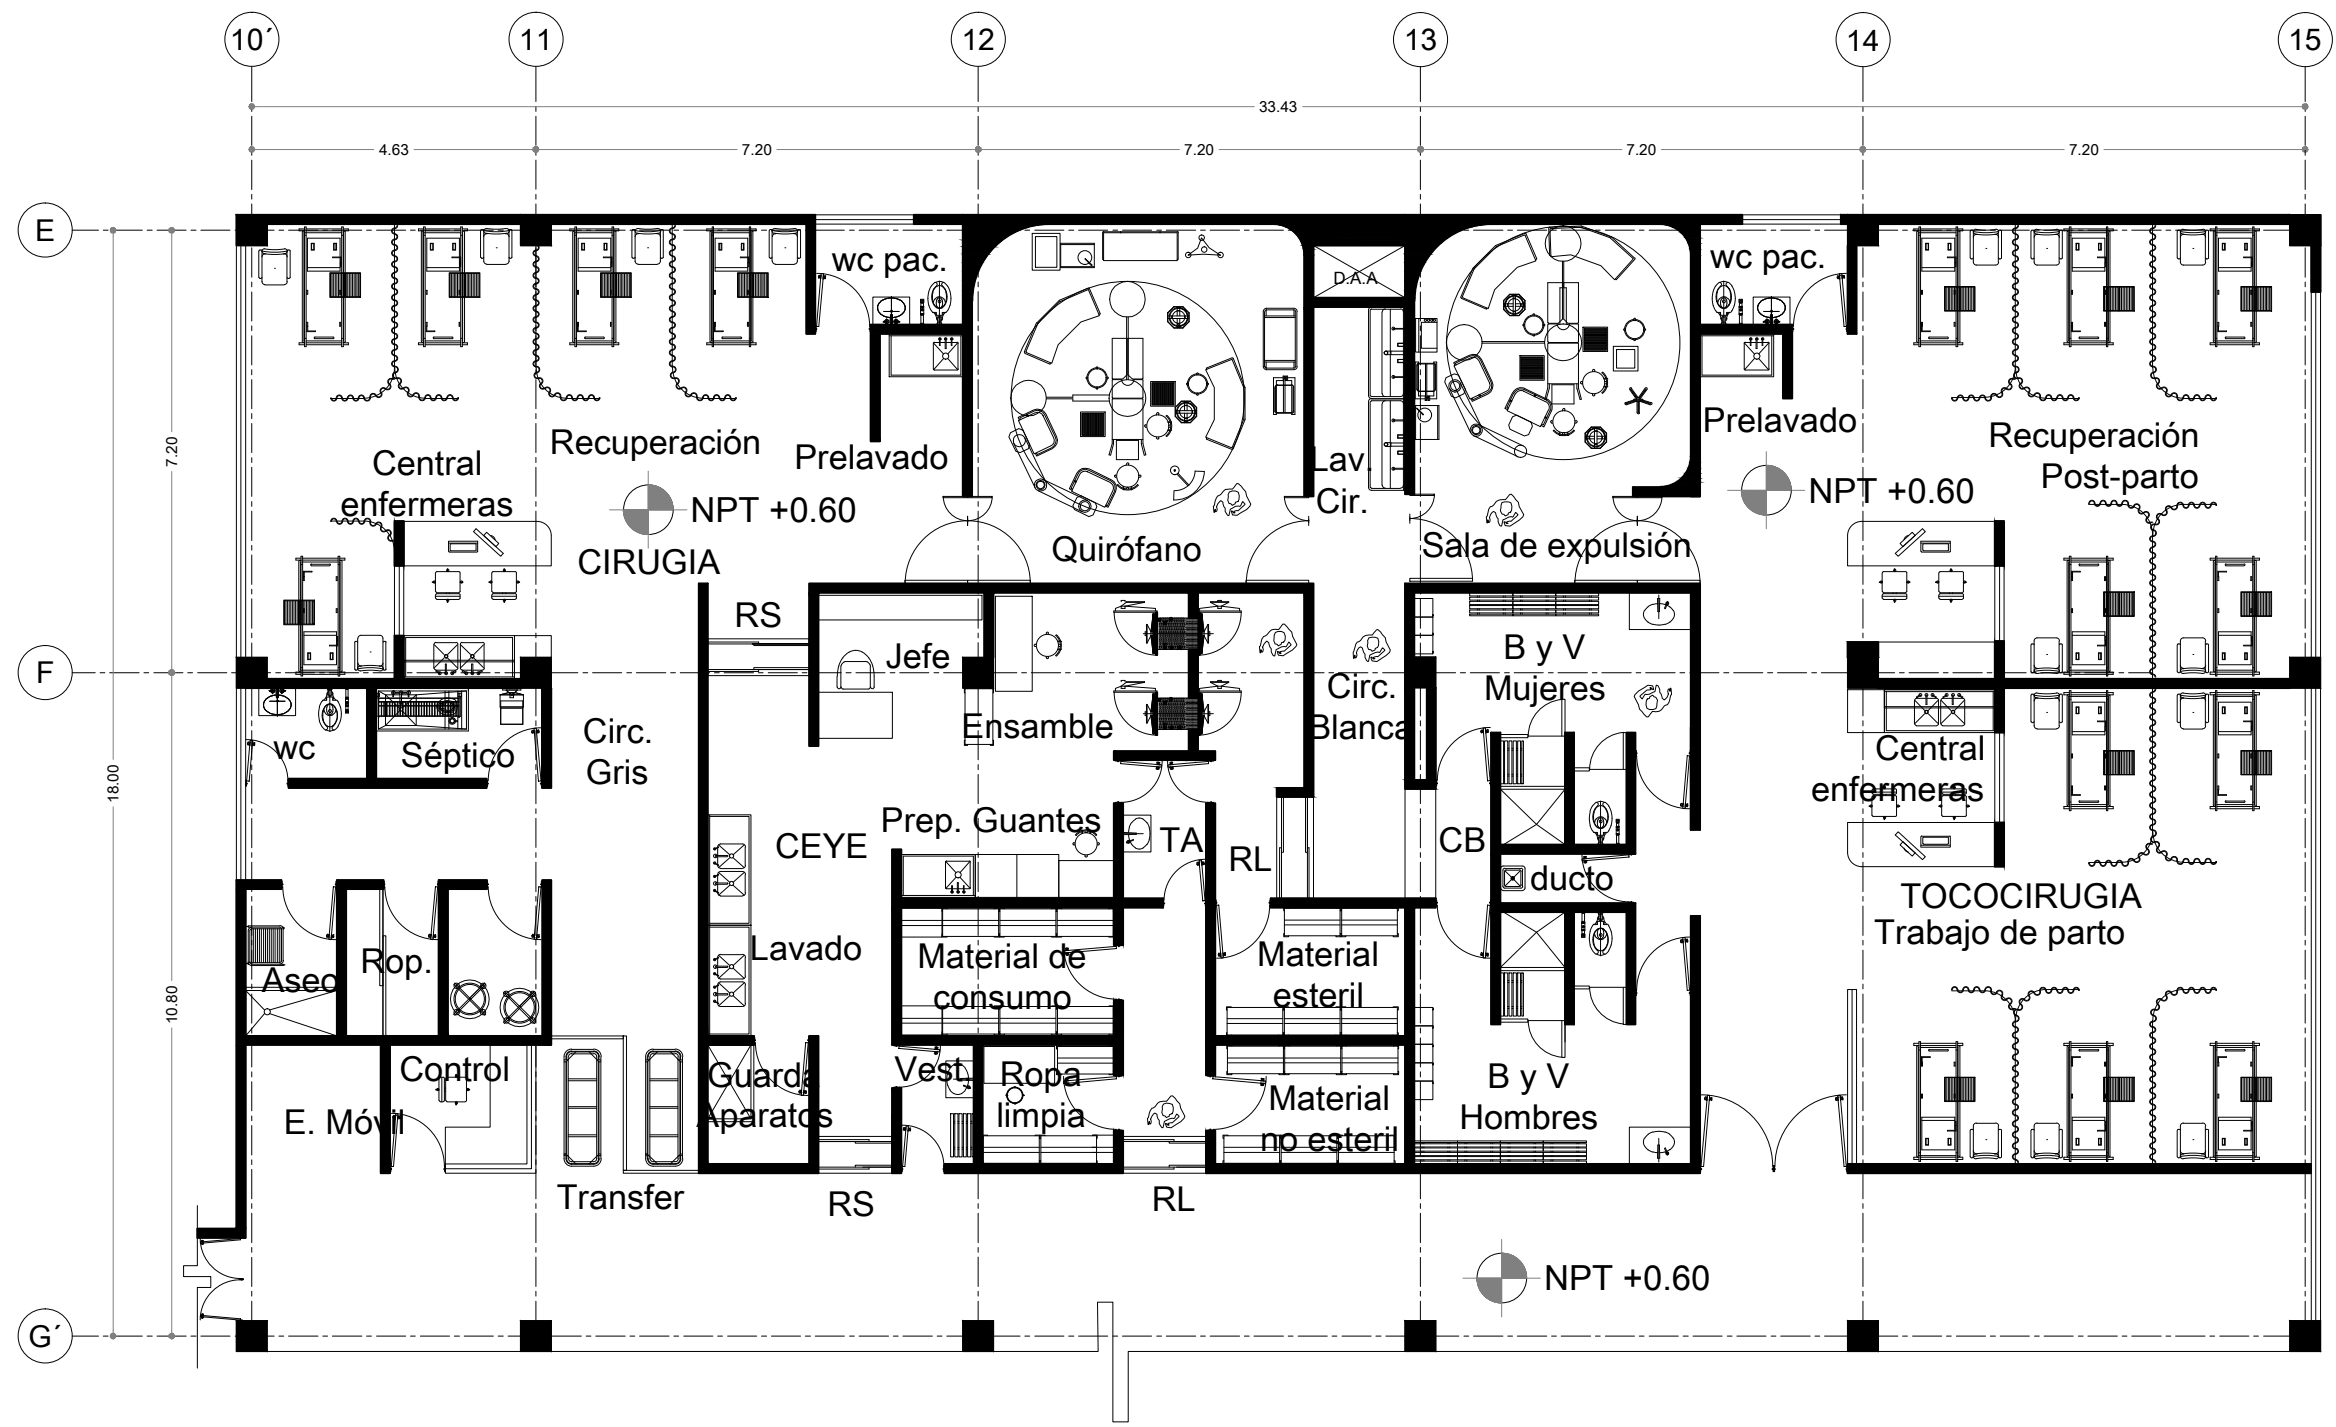 10´ 11 12 13 14 15
33.43
4.63 7.20 7.20 7.20 7.20
E
wc pac.
wc pac.
D.A.A
7.20
Recuperación
Central
enfermeras
Prelavado
NPT +0.60
CIRUGIA
Quirófano
Lav.
Cir.
Sala de expulsión
Prelavado
NPT +0.60
Recuperación
Post-parto
RS
F
Jefe
B y V
Mujeres
Circ.
Blanca
Ensamble
wc
Séptico
Circ.
Gris
18.00
Central
enfermeras
CEYE
Prep. Guantes
TA
RL
CB
ducto
TOCOCIRUGIA
Trabajo de parto
Lavado
Material de
consumo
Material
esteril
Aseo
Rop.
10.80
Control
E. Móvil
Guarda
Aparatos
Vest.
Ropa
limpia
Material
no esteril
B y V
Hombres
Transfer
RS
RL
NPT +0.60
G´